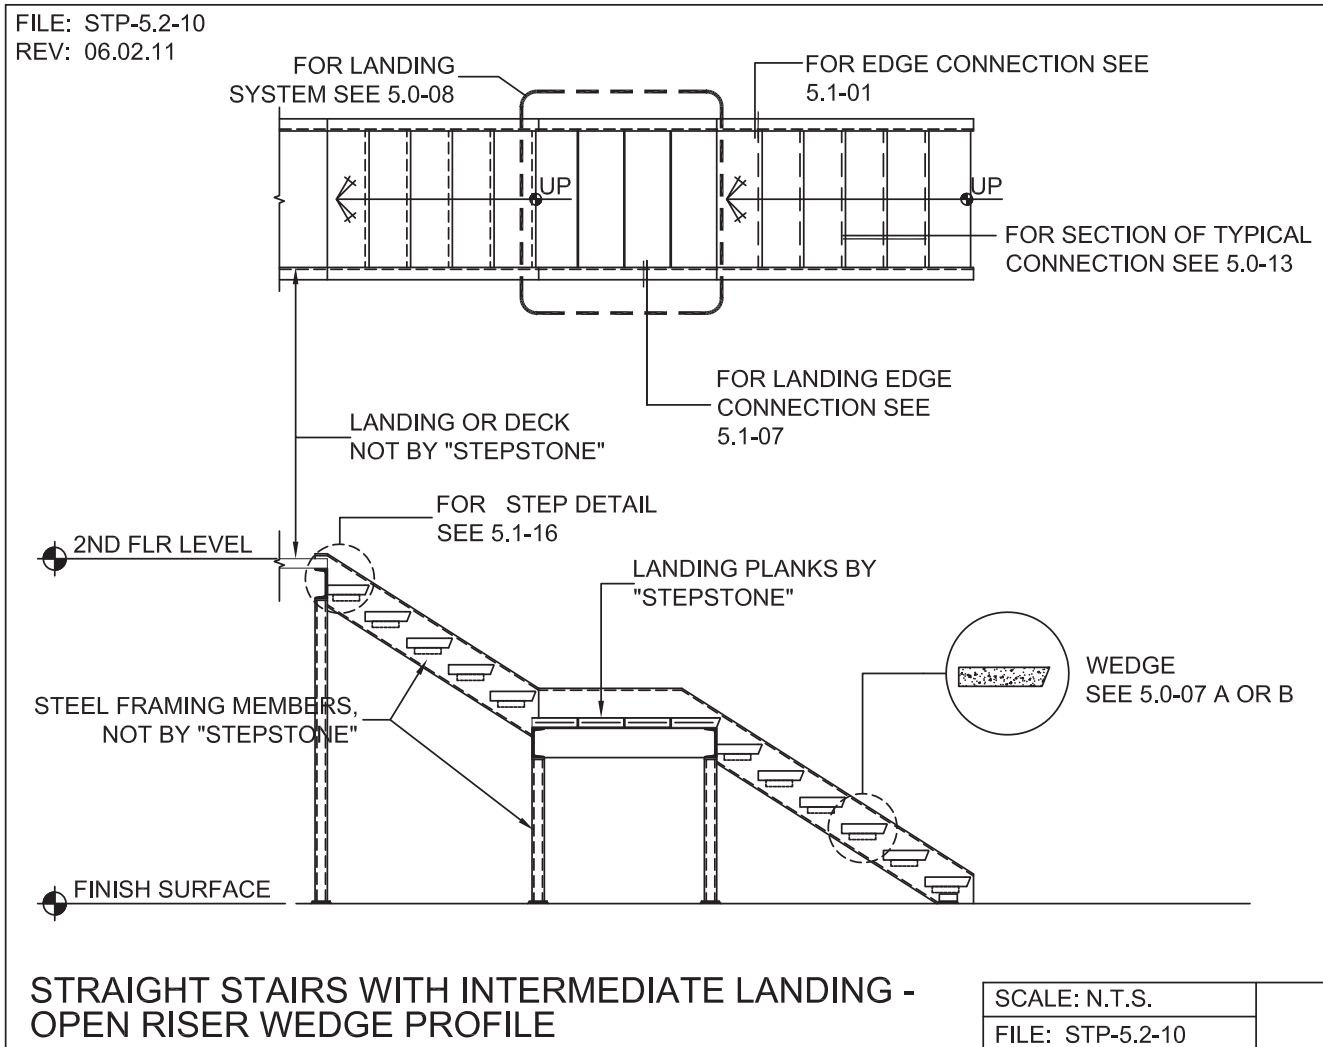 FILE: STP-5.2-10
REV: 06.02.11
FOR LANDING
SYSTEM SEE 5.0-08
FOR EDGE CONNECTION SEE
5.1-01
UP
UP
FOR SECTION OF TYPICAL
CONNECTION SEE 5.0-13
FOR LANDING EDGE
CONNECTION SEE
5.1-07
LANDING OR DECK
NOT BY "STEPSTONE"
FOR STEP DETAIL
SEE 5.1-16
2ND FLR LEVEL
LANDING PLANKS BY
"STEPSTONE"
WEDGE
SEE 5.0-07 A OR B
STEEL FRAMING MEMBERS,
NOT BY "STEPSTONE"
FINISH SURFACE
STRAIGHT STAIRS WITH INTERMEDIATE LANDING -
OPEN RISER WEDGE PROFILE
SCALE: N.T.S.
FILE: STP-5.2-10